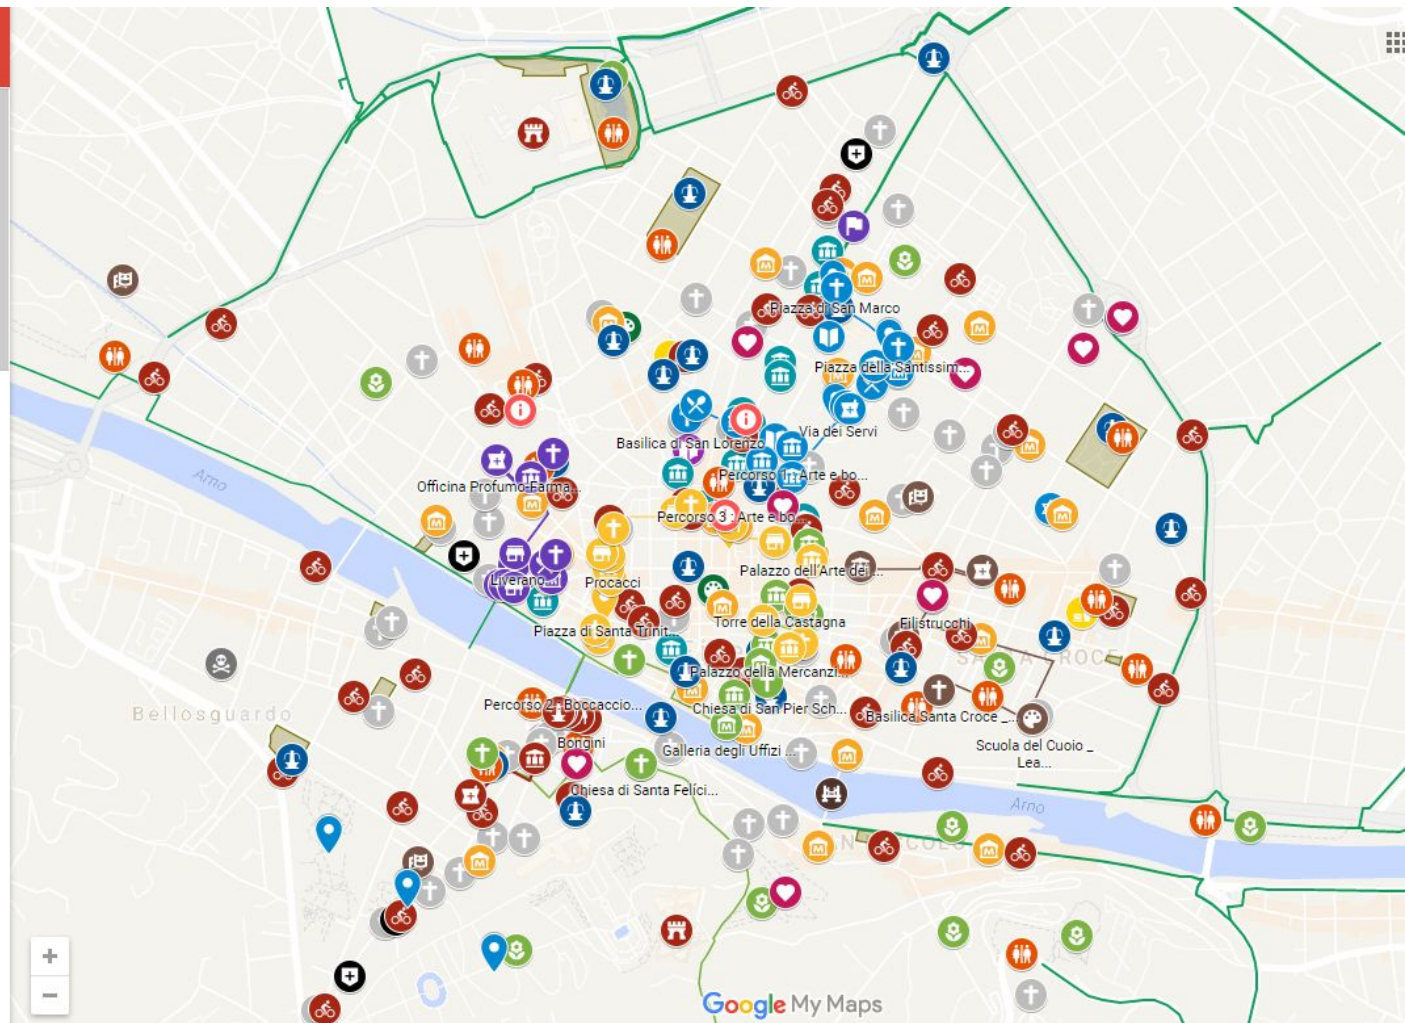 Piazza di San Marco
Piazza della Santissim...
Via dei Servi
Basilica di San Lorenzo
Arte e bo...
Officina Profumo-Farma...
Percorso 3 : Arte e bo...
Arno
Palazzo dell'Arte dei ...
Liverano
Procacci
Torre della Castagna
Filistrucchi
Piazza di Santa Trinit...
Palazzo della Mercanzi...
Bellosguardo
Percorso 2 - Boccaccio...
Chiesa di San Pier Sch...
Basilica Santa Croce _...
Bongini
Galleria degli Uffizi ...
Scuola del Cuoio _
Lea...
Chiesa di Santa Felici...
Arno
Google My Maps